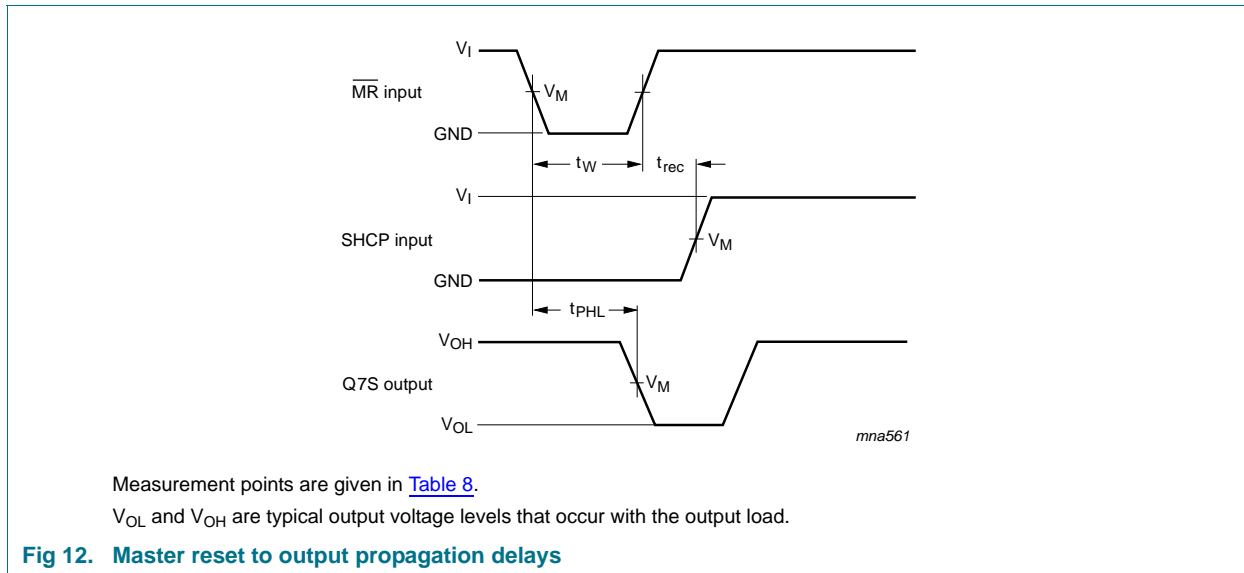 V_I
MR input
V_M
GND
t_W
t_rec
V_I
SHCP input
V_M
GND
t_PHL
V_OH
Q7S output
V_M
V_OL
mna561
Measurement points are given in Table 8.
V_OL and V_OH are typical output voltage levels that occur with the output load.
Fig 12. Master reset to output propagation delays